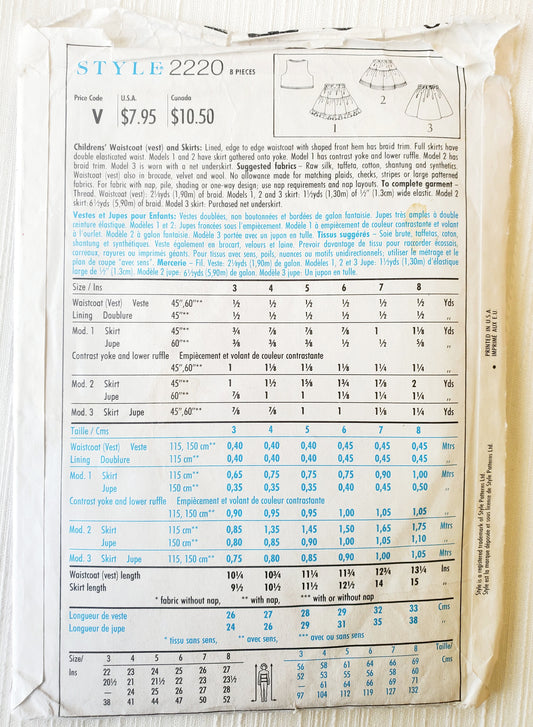 STYLE 2220 8 PIECES
Price Code U.S.A. Canada
V $7.95 $10.50
1 2 3
Childrens' Waistcoat (vest) and Skirts: Lined, edge to edge waistcoat with shaped front hem has braid trim. Full skirts have
double elasticated waist. Models 1 and 2 have skirt gathered onto yoke. Model 1 has contrast yoke and lower ruffle. Model 2 has
braid trim. Model 3 is worn with a net underskirt. Suggested fabrics - Raw silk, taffeta, cotton, shantung and synthetics.
Waistcoat (vest) also in brocade, velvet and wool. No allowance made for matching plaids, checks, stripes or large patterned
fabrics. For fabric with nap, pile, shading or one-way design: use nap requirements and nap layouts. To complete garment -
Thread. Waistcoat (vest): 2⅛yds (1,90m) of braid. Models 1, 2 and 3 skirt: 1½yds (1,30m) of ½" (1.3cm) wide elastic. Model 2
skirt: 6½yds (5,90m) of braid. Model 3 skirt: Purchased net underskirt.
Vestes et Jupes pour Enfants: Vestes doublées, non boutonnées et bordées de galon fantaisie. Jupes très amples à double
ceinture élastique. Modèles 1 et 2: Jupes froncées sous l'empiècement. Modèle 1 à empiècement de couleur contrastante et volant
à l'ourlet. Modèle 2 à galon fantaisie. Modèle 3 portée avec un jupon en tulle. Tissus suggérés - Soie brute, taffetas, coton,
shantung et synthétiques. Veste également en brocart, velours et laine. Prévoir davantage de tissu pour raccorder écossais,
carreaux, rayures ou imprimés géants. Pour tissus avec sens, poils, nuances ou motifs unidirectionnels: utiliser le métrage et le
plan de coupe "avec sens". Mercerie - Fil. Veste: 2⅛yds (1,90m) de galon. Modèles 1, 2 et 3 Jupe: 1½yds (1,30m) d'élastique
large de ½" (1.3cm). Modèle 2 jupe: 6½yds (5,90m) de galon. Modèle 3 jupe: Un jupon en tulle.
Size / Ins 3 4 5 6 7 8
Waistcoat (Vest) Veste 45",60"** ½ ½ ½ ½ ½ ½ Yds
Lining Doublure 45"** ½ ½ ½ ½ ½ ½ ,,
Mod. 1 Skirt 45"** ¾ ⅞ ⅞ ⅞ 1 1⅛ Yds
Jupe 60"** ⅜ ⅜ ⅜ ½ ½ ⅝ ,,
Contrast yoke and lower ruffle Empiècement et volant de couleur contrastante
45",60"** 1 1⅛ 1⅛ 1⅛ 1¼ 1¼ ,,
Mod. 2 Skirt 45"** 1 1½ 1⅝ 1¾ 1⅞ 2 Yds
Jupe 60"** ⅞ 1 1 1⅛ 1¼ 1¼ ,,
Mod. 3 Skirt Jupe 45",60"** ⅞ ⅞ 1 1 1⅛ 1¼ Yds
Taille / Cms 3 4 5 6 7 8
Waistcoat (Vest) Veste 115, 150 cm** 0,40 0,40 0,40 0,45 0,45 0,45 Mtrs
Lining Doublure 115 cm** 0,40 0,40 0,40 0,45 0,45 0,45 ,,
Mod. 1 Skirt 115 cm** 0,65 0,75 0,75 0,75 0,90 1,00 Mtrs
Jupe 150 cm** 0,35 0,35 0,35 0,40 0,45 0,50 ,,
Contrast yoke and lower ruffle Empiècement et volant de couleur contrastante
115, 150 cm** 0,90 0,95 0,95 1,00 1,05 1,05 ,,
Mod. 2 Skirt 115 cm** 0,85 1,35 1,45 1,50 1,65 1,75 Mtrs
Jupe 150 cm** 0,80 0,85 0,90 1,00 1,05 1,10 ,,
Mod. 3 Skirt Jupe 115, 150 cm** 0,75 0,80 0,85 0,90 1,00 1,05 Mtrs
Waistcoat (vest) length 10¼ 10¾ 11¼ 11¾ 12¾ 13¼ Ins
Skirt length 9½ 10½ 11½ 12½ 14 15 ,,
* fabric without nap, ** with nap, *** with or without nap
Longueur de veste 26 27 28 29 32 33 Cms
Longueur de jupe 24 26 29 31 35 38 ,,
* tissu sans sens, ** avec sens, *** avec ou sans sens
Size/ 3 4 5 6 7 8
Ins 22 23 24 25 26 27
20½ 21 21½ 22 23 23½
— 24 25 26 27 28
38 41 44 47 50 52
3 4 5 6 7 8 Taille/
56 58 61 64 66 69 Cms
52 53 55 56 58 60
— 61 64 66 69 71
97 104 112 119 127 132
● PRINTED IN U.S.A.
IMPRIMÉ AUX E.U
Style is a registered trademark of Style Patterns Ltd.
Style est la marque déposée et sous licence de Style Patterns Ltd.